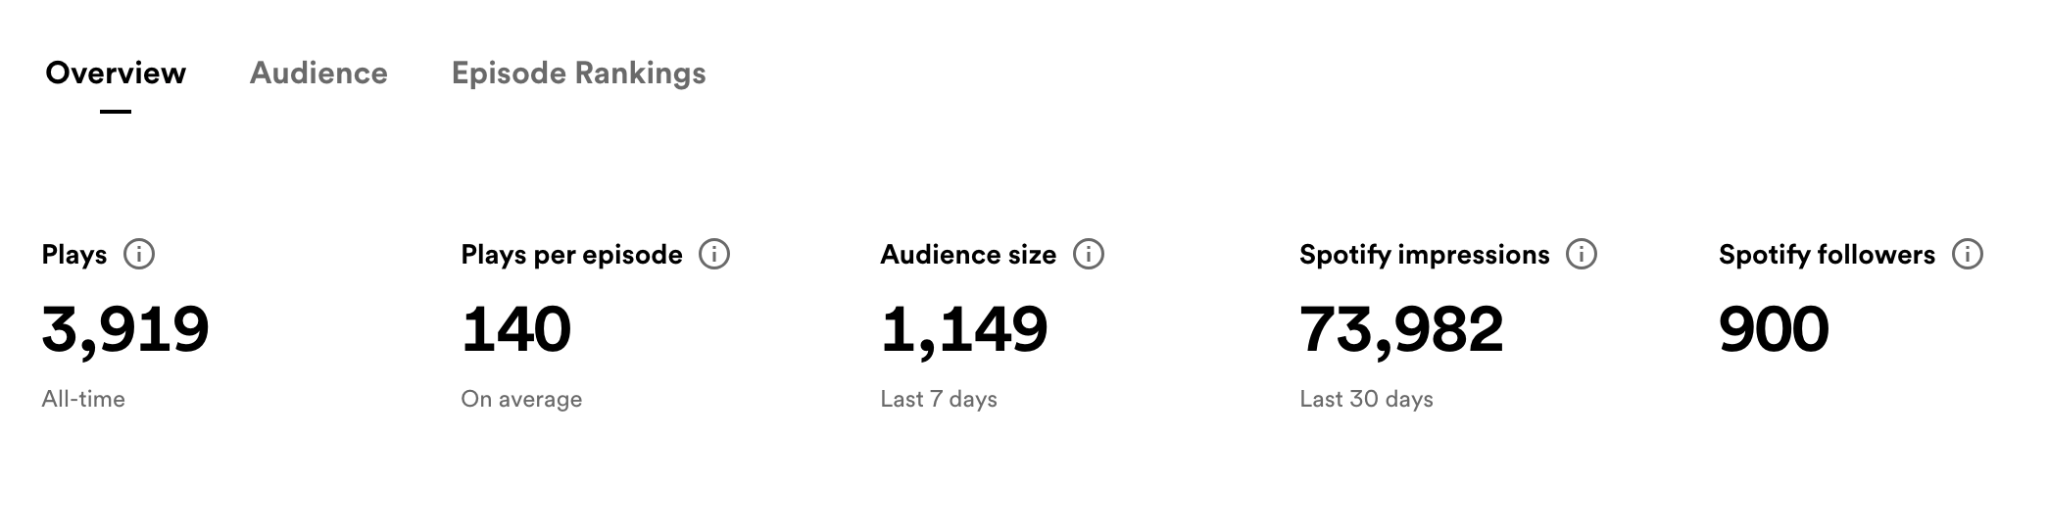 Overview Audience Episode Rankings
Plays Plays per episode Audience size Spotify impressions Spotify followers
3,919 140 1,149 73,982 900
All-time On average Last 7 days Last 30 days